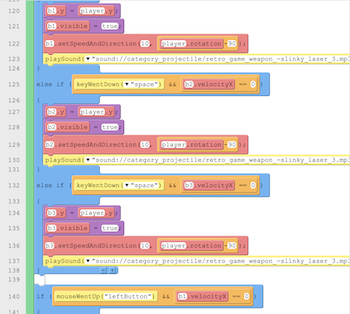 120 b1.y = player.y;
121 b1.visible = true;
122 b1.setSpeedAndDirection(10, player.rotation-90);
123 playSound(▼"sound://category_projectile/retro_game_weapon_-slinky_laser_3.mp3
124 }
125 else if (keyWentDown(▼"space") && b2.velocityX == 0)
126 {
127 b2.y = player.y;
128 b2.visible = true;
129 b2.setSpeedAndDirection(10, player.rotation-90);
130 playSound(▼"sound://category_projectile/retro_game_weapon_-slinky_laser_3.mp3
131 }
132 else if (keyWentDown(▼"space") && b3.velocityX == 0)
133 {
134 b3.y = player.y;
135 b3.visible = true;
136 b3.setSpeedAndDirection(10, player.rotation-90);
137 playSound(▼"sound://category_projectile/retro_game_weapon_-slinky_laser_3.mp3
138 } - +
139
140 if (mouseWentUp("leftButton") && b1.velocityX == 0)
141